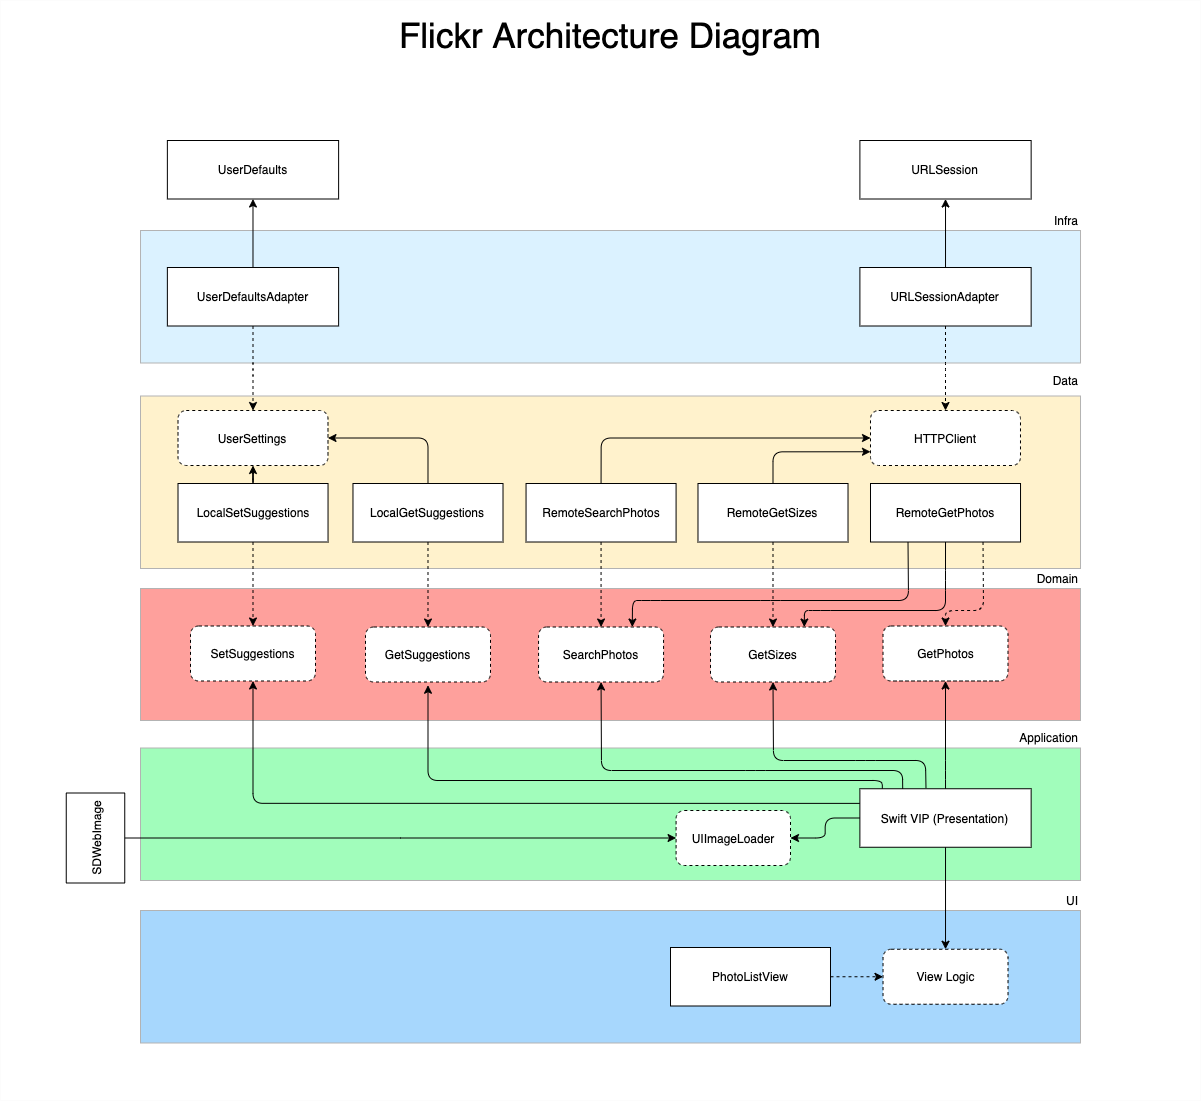 Flickr Architecture Diagram
UserDefaults
URLSession
Infra
UserDefaultsAdapter
URLSessionAdapter
Data
UserSettings
HTTPClient
LocalSetSuggestions
LocalGetSuggestions
RemoteSearchPhotos
RemoteGetSizes
RemoteGetPhotos
Domain
SetSuggestions
GetSuggestions
SearchPhotos
GetSizes
GetPhotos
Application
SDWebImage
UIImageLoader
Swift VIP (Presentation)
UI
PhotoListView
View Logic